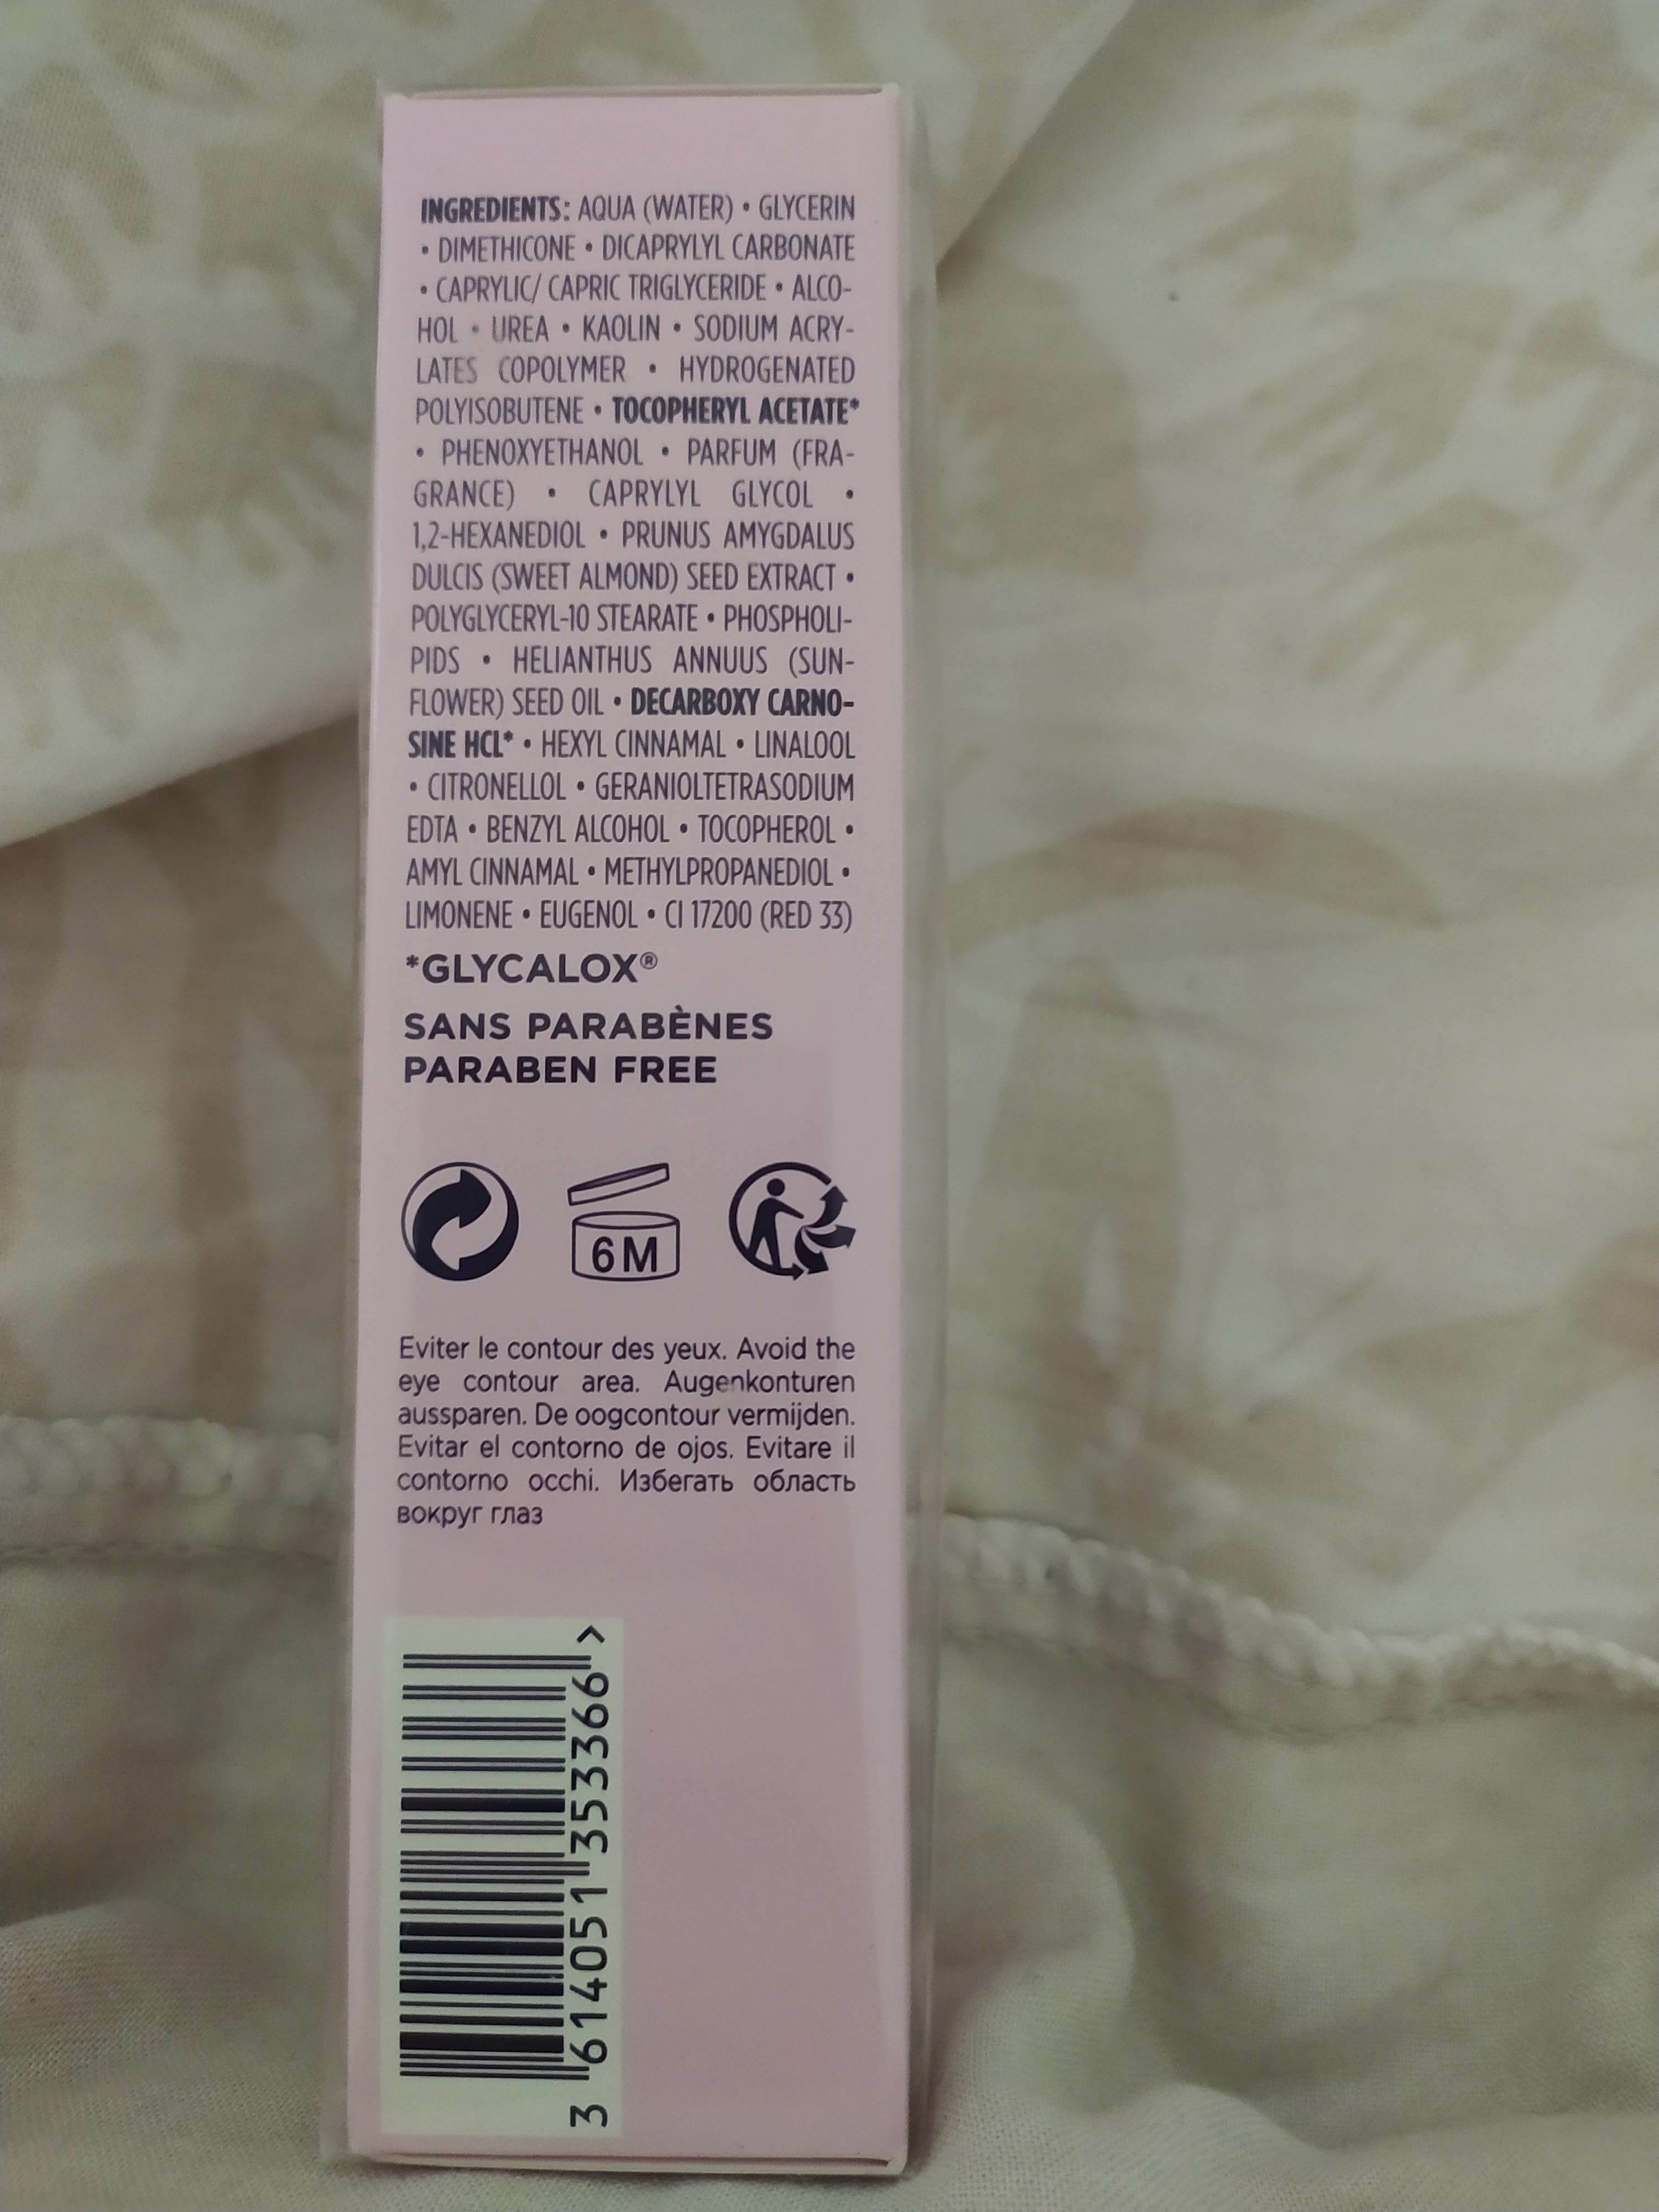 INGREDIENTS: AQUA (WATER) • GLYCERIN
• DIMETHICONE • DICAPRYLYL CARBONATE
• CAPRYLIC/ CAPRIC TRIGLYCERIDE • ALCO-
HOL • UREA • KAOLIN • SODIUM ACRY-
LATES COPOLYMER • HYDROGENATED
POLYISOBUTENE • TOCOPHERYL ACETATE*
• PHENOXYETHANOL • PARFUM (FRA-
GRANCE) • CAPRYLYL GLYCOL •
1,2-HEXANEDIOL • PRUNUS AMYGDALUS
DULCIS (SWEET ALMOND) SEED EXTRACT •
POLYGLYCERYL-10 STEARATE • PHOSPHOLI-
PIDS • HELIANTHUS ANNUUS (SUN-
FLOWER) SEED OIL • DECARBOXY CARNO-
SINE HCL* • HEXYL CINNAMAL • LINALOOL
• CITRONELLOL • GERANIOLTETRASODIUM
EDTA • BENZYL ALCOHOL • TOCOPHEROL •
AMYL CINNAMAL • METHYLPROPANEDIOL •
LIMONENE • EUGENOL • CI 17200 (RED 33)
*GLYCALOX®
SANS PARABÈNES
PARABEN FREE
6M
Eviter le contour des yeux. Avoid the
eye contour area. Augenkonturen
aussparen. De oogcontour vermijden.
Evitar el contorno de ojos. Evitare il
contorno occhi. Избегать область
вокруг глаз
3 614051 353366 >